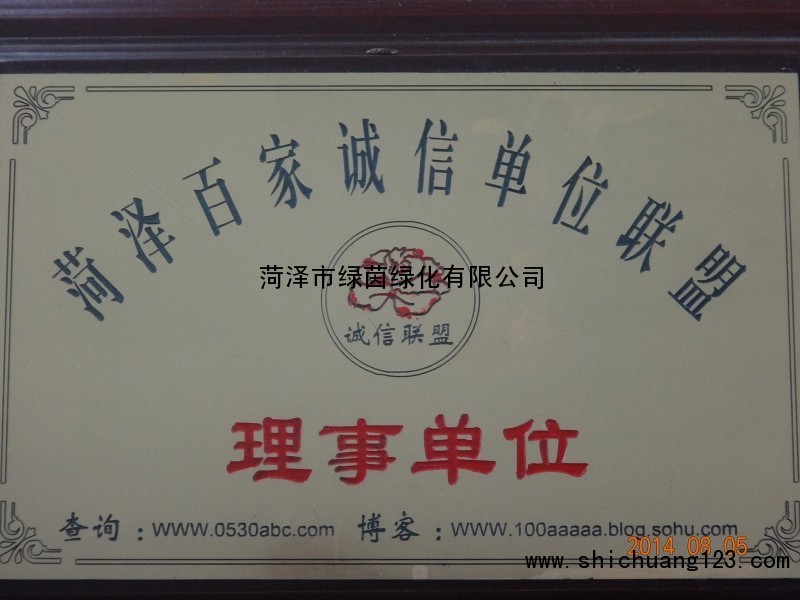 菏泽百家诚信单位联盟
菏泽市绿茵绿化有限公司
诚信联盟
理事单位
查询：www.0530abc.com 博客：www.100aaaaa.blog.sohu.com
2014 08 05
www.shichuang123.com